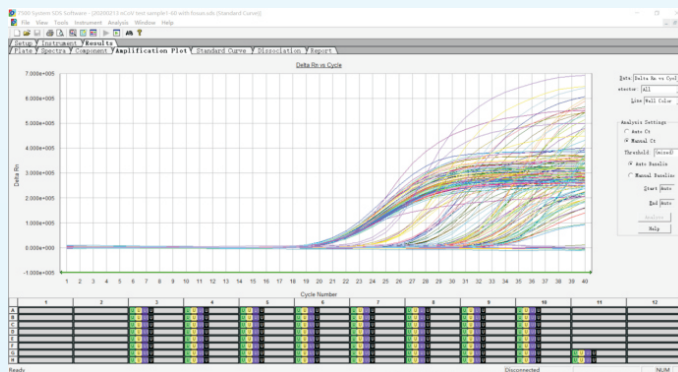 7500 System SDS Software - [20200213 nCoV test sample1-60 with Rnase.sds (Standard Curve)]
File View Tools Instrument Analysis Window Help
Setup Instrument Results
Plate Spectra Component Amplification Plot Standard Curve Dissociation Report
Delta Rn vs Cycle
Data: Delta Rn vs Cycl
etector: All
Line Wall Color
Analysis Settings
Auto Ct
Manual Ct
Threshold:
Auto Baselin
Manual Baseline
Start Auto
End Auto
Analyze
Help
7.000e+005
6.000e+005
5.000e+005
4.000e+005
3.000e+005
2.000e+005
1.000e+005
0.000e+000
-1.000e+005
Delta Rn
1 2 3 4 5 6 7 8 9 10 11 12 13 14 15 16 17 18 19 20 21 22 23 24 25 26 27 28 29 30 31 32 33 34 35 36 37 38 39 40
Cycle Number
1 2 3 4 5 6 7 8 9 10 11 12
A
B
C
D
E
F
G
H
Ready Disconnected NUM